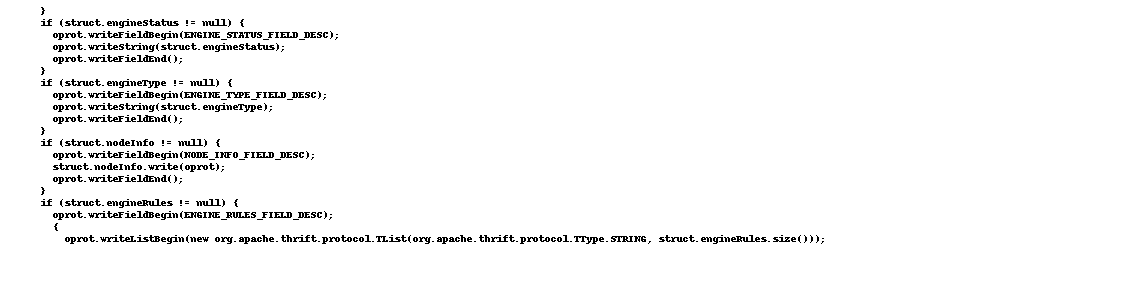 }
if (struct.engineStatus != null) {
oprot.writeFieldBegin(ENGINE_STATUS_FIELD_DESC);
oprot.writeString(struct.engineStatus);
oprot.writeFieldEnd();
}
if (struct.engineType != null) {
oprot.writeFieldBegin(ENGINE_TYPE_FIELD_DESC);
oprot.writeString(struct.engineType);
oprot.writeFieldEnd();
}
if (struct.nodeInfo != null) {
oprot.writeFieldBegin(NODE_INFO_FIELD_DESC);
struct.nodeInfo.write(oprot);
oprot.writeFieldEnd();
}
if (struct.engineRules != null) {
oprot.writeFieldBegin(ENGINE_RULES_FIELD_DESC);
{
oprot.writeListBegin(new org.apache.thrift.protocol.TList(org.apache.thrift.protocol.TType.STRING, struct.engineRules.size()));